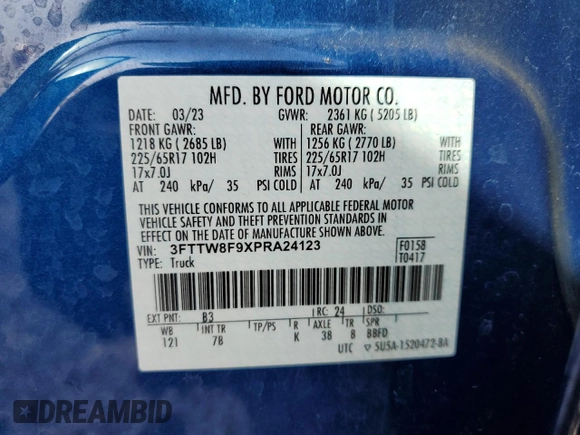 MFD. BY FORD MOTOR CO.
DATE: 03/23 GVWR: 2361 KG ( 5205 LB)
FRONT GAWR: REAR GAWR:
1218 KG ( 2685 LB) WITH 1256 KG ( 2770 LB) WITH
225/65R17 102H TIRES 225/65R17 102H TIRES
17x7.0J RIMS 17x7.0J RIMS
AT 240 kPa/ 35 PSI COLD AT 240 kPa/ 35 PSI COLD
THIS VEHICLE CONFORMS TO ALL APPLICABLE FEDERAL MOTOR
VEHICLE SAFETY AND THEFT PREVENTION STANDARDS IN
EFFECT ON THE DATE OF MANUFACTURE SHOWN ABOVE.
VIN: 3FTTW8F9XPRA24123 F0158
TYPE: Truck T0417
EXT PNT: B3 RC: 24 DSO:
WB INT TR TP/PS R AXLE TR SPR
121 7B K 38 8 BBFD
UTC ▽ 5U5A-1520472-BA
DREAMBID